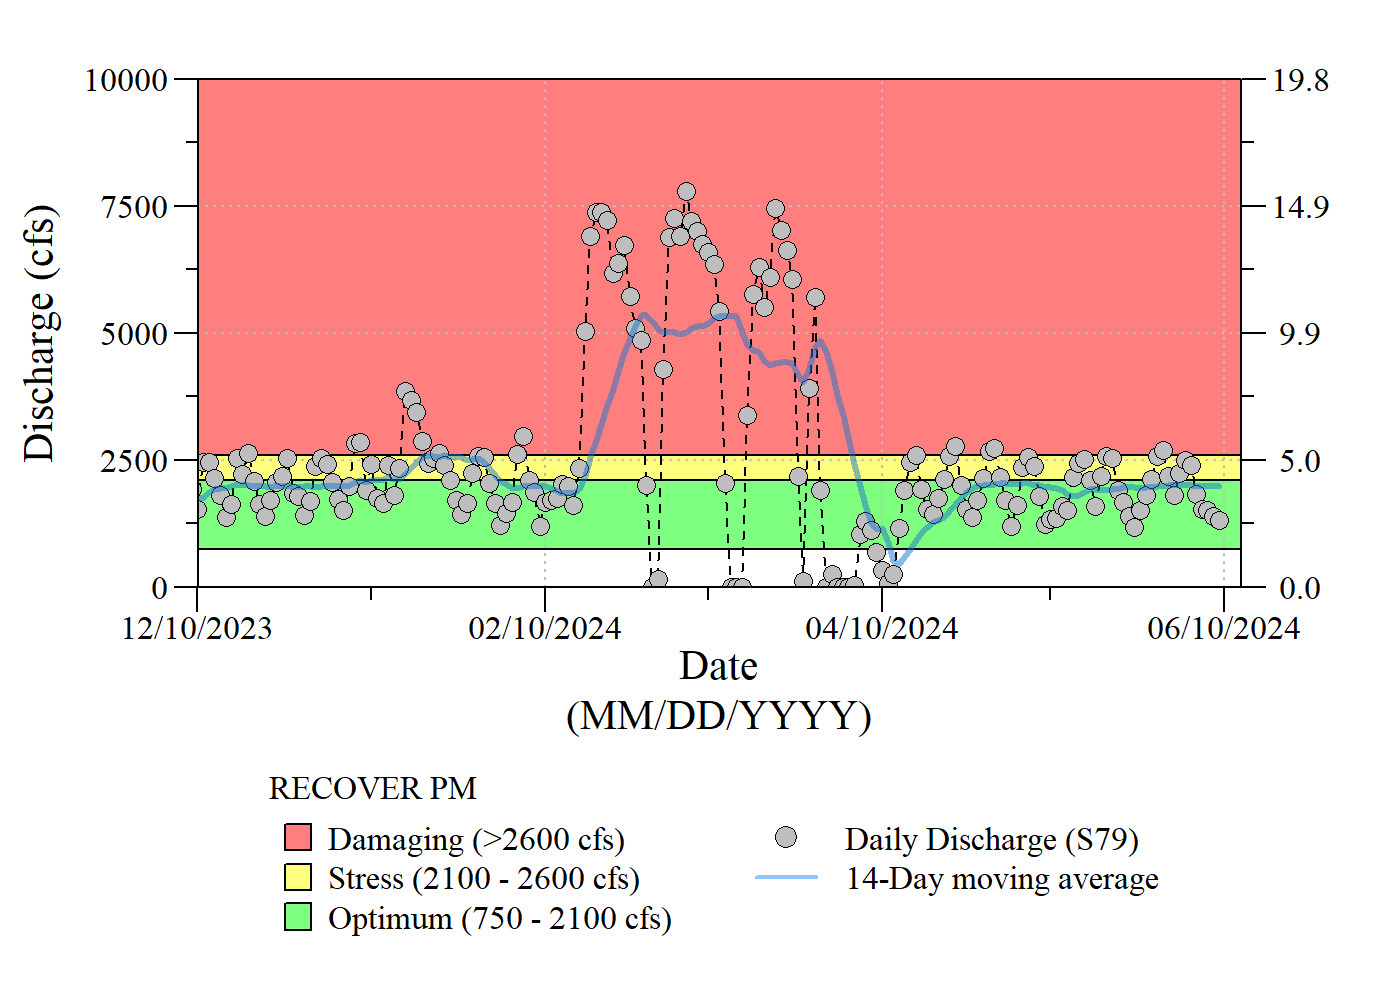 10000
7500
5000
2500
0
Discharge (cfs)
19.8
14.9
9.9
5.0
0.0
12/10/2023 02/10/2024 04/10/2024 06/10/2024
Date
(MM/DD/YYYY)
RECOVER PM
Damaging (>2600 cfs)
Stress (2100 - 2600 cfs)
Optimum (750 - 2100 cfs)
Daily Discharge (S79)
14-Day moving average